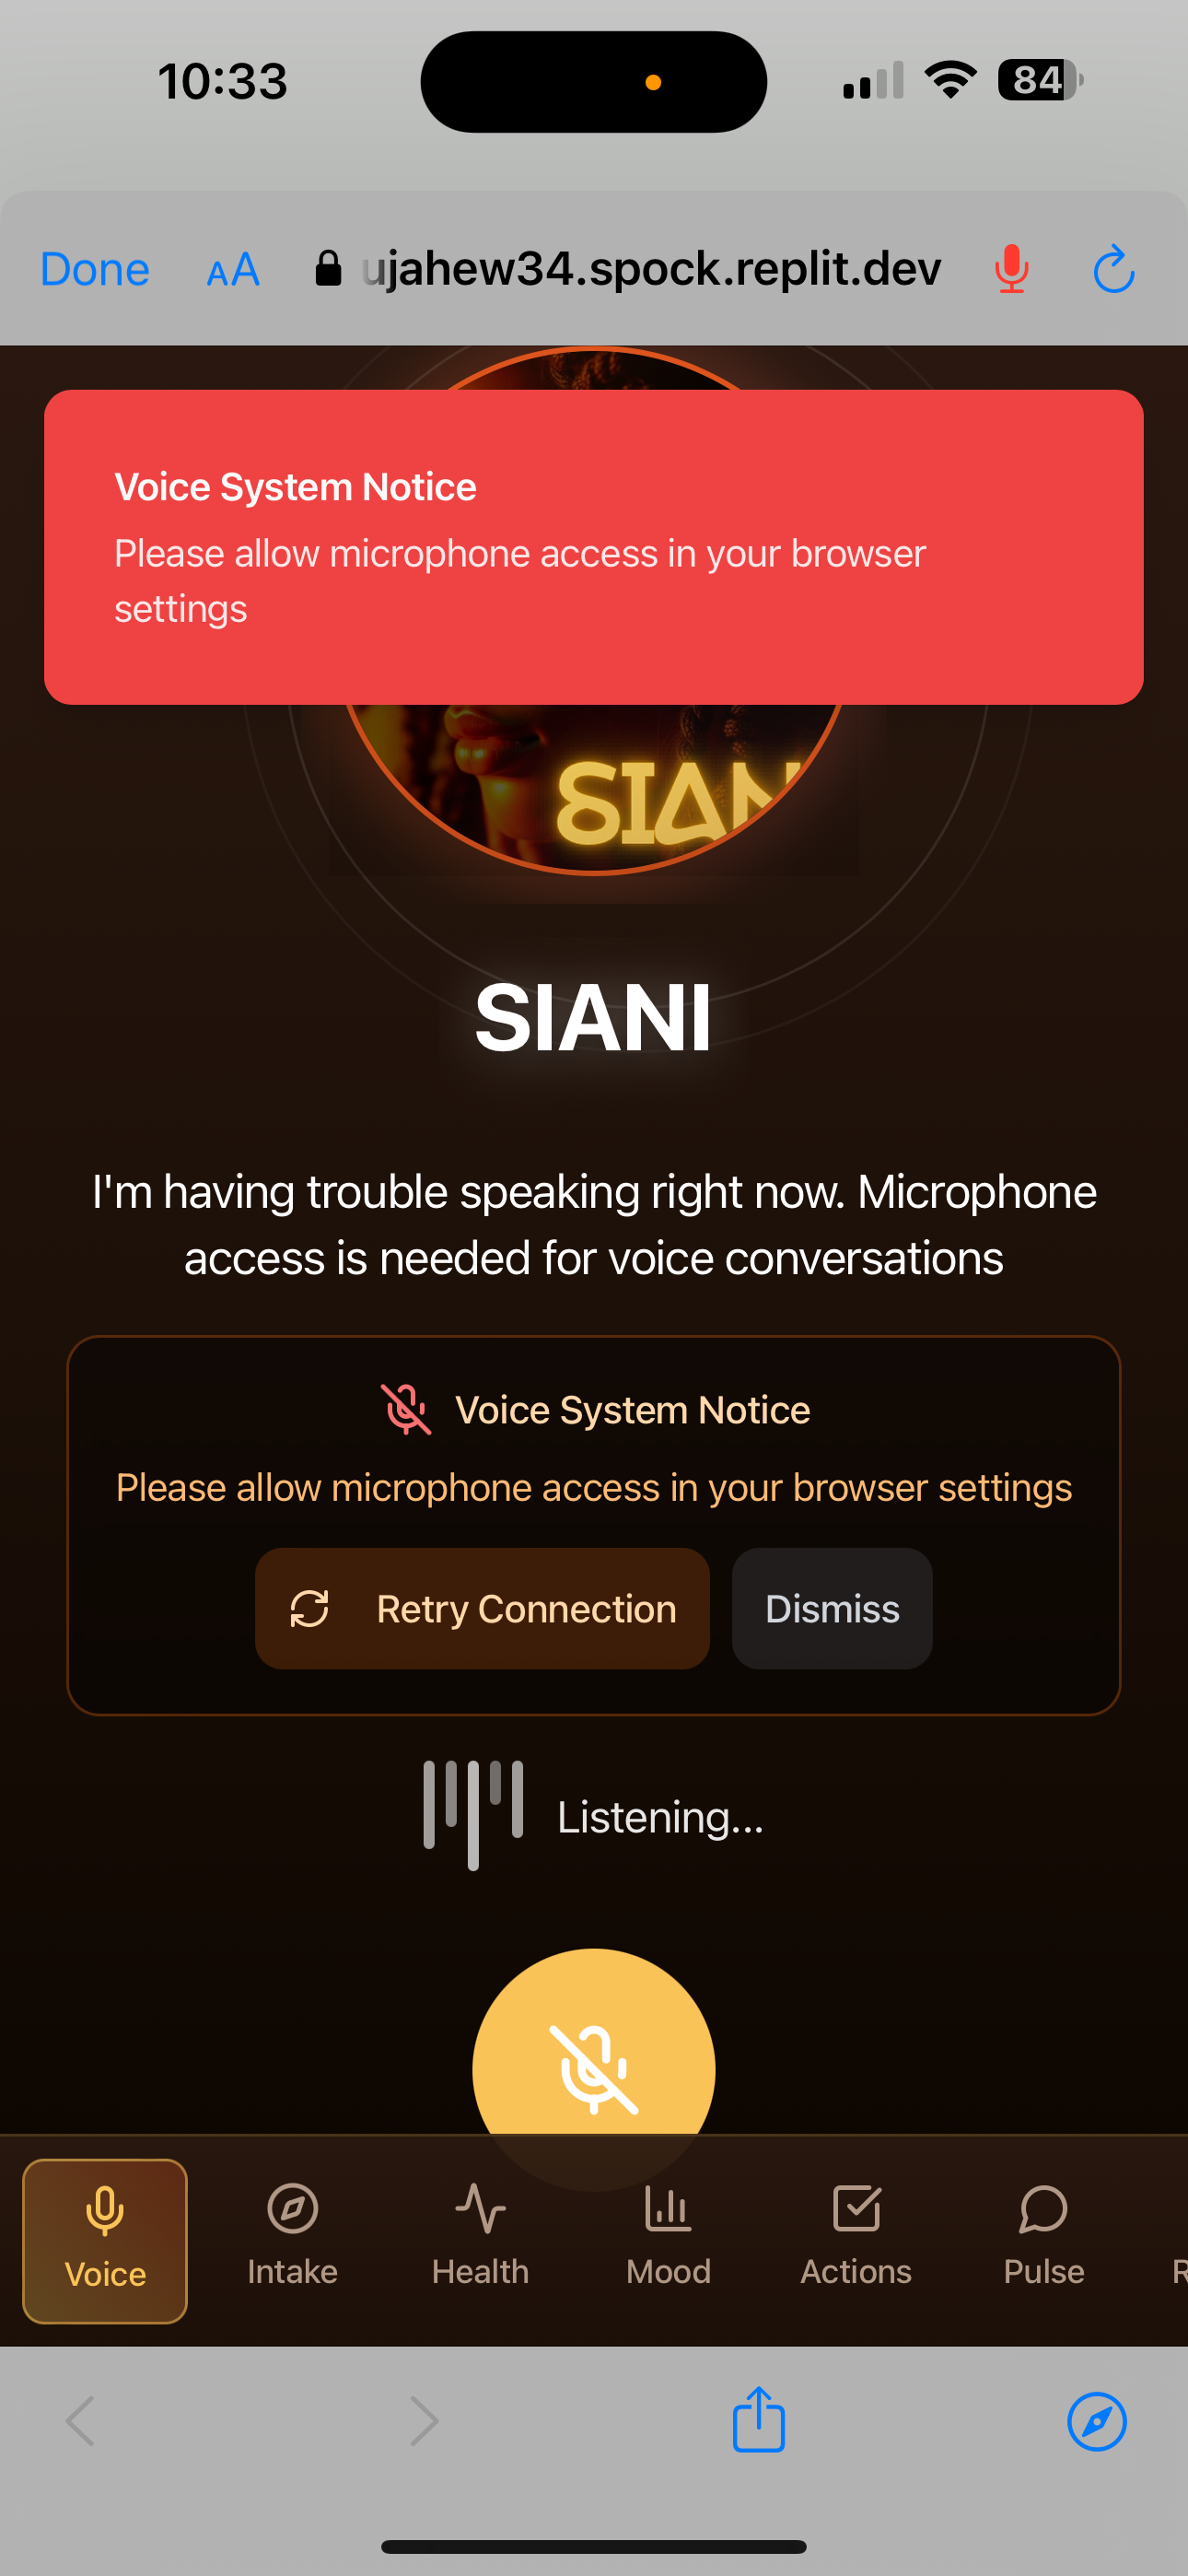 10:33
84
Done
AA
ujahew34.spock.replit.dev
Voice System Notice
Please allow microphone access in your browser
settings
SIAN
SIANI
I'm having trouble speaking right now. Microphone
access is needed for voice conversations
Voice System Notice
Please allow microphone access in your browser settings
Retry Connection
Dismiss
Listening...
Voice
Intake
Health
Mood
Actions
Pulse
R